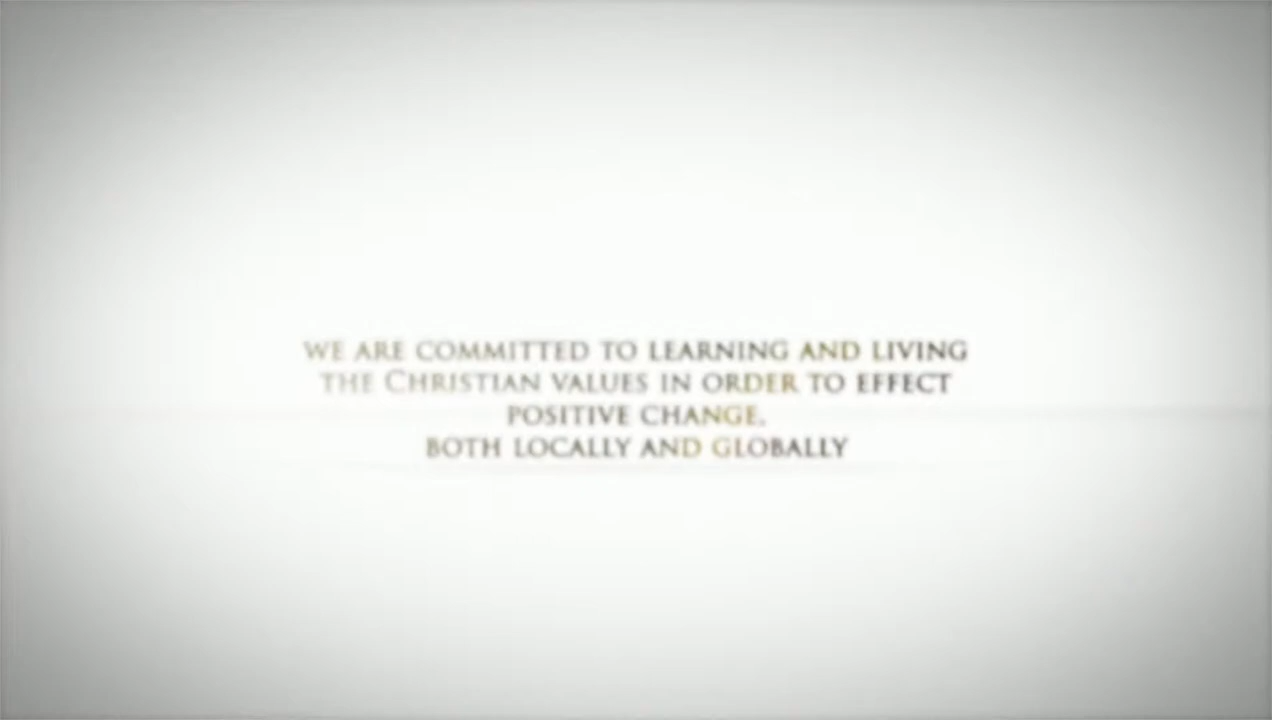 WE ARE COMMITTED TO LEARNING AND LIVING
THE CHRISTIAN VALUES IN ORDER TO EFFECT
POSITIVE CHANGE.
BOTH LOCALLY AND GLOBALLY